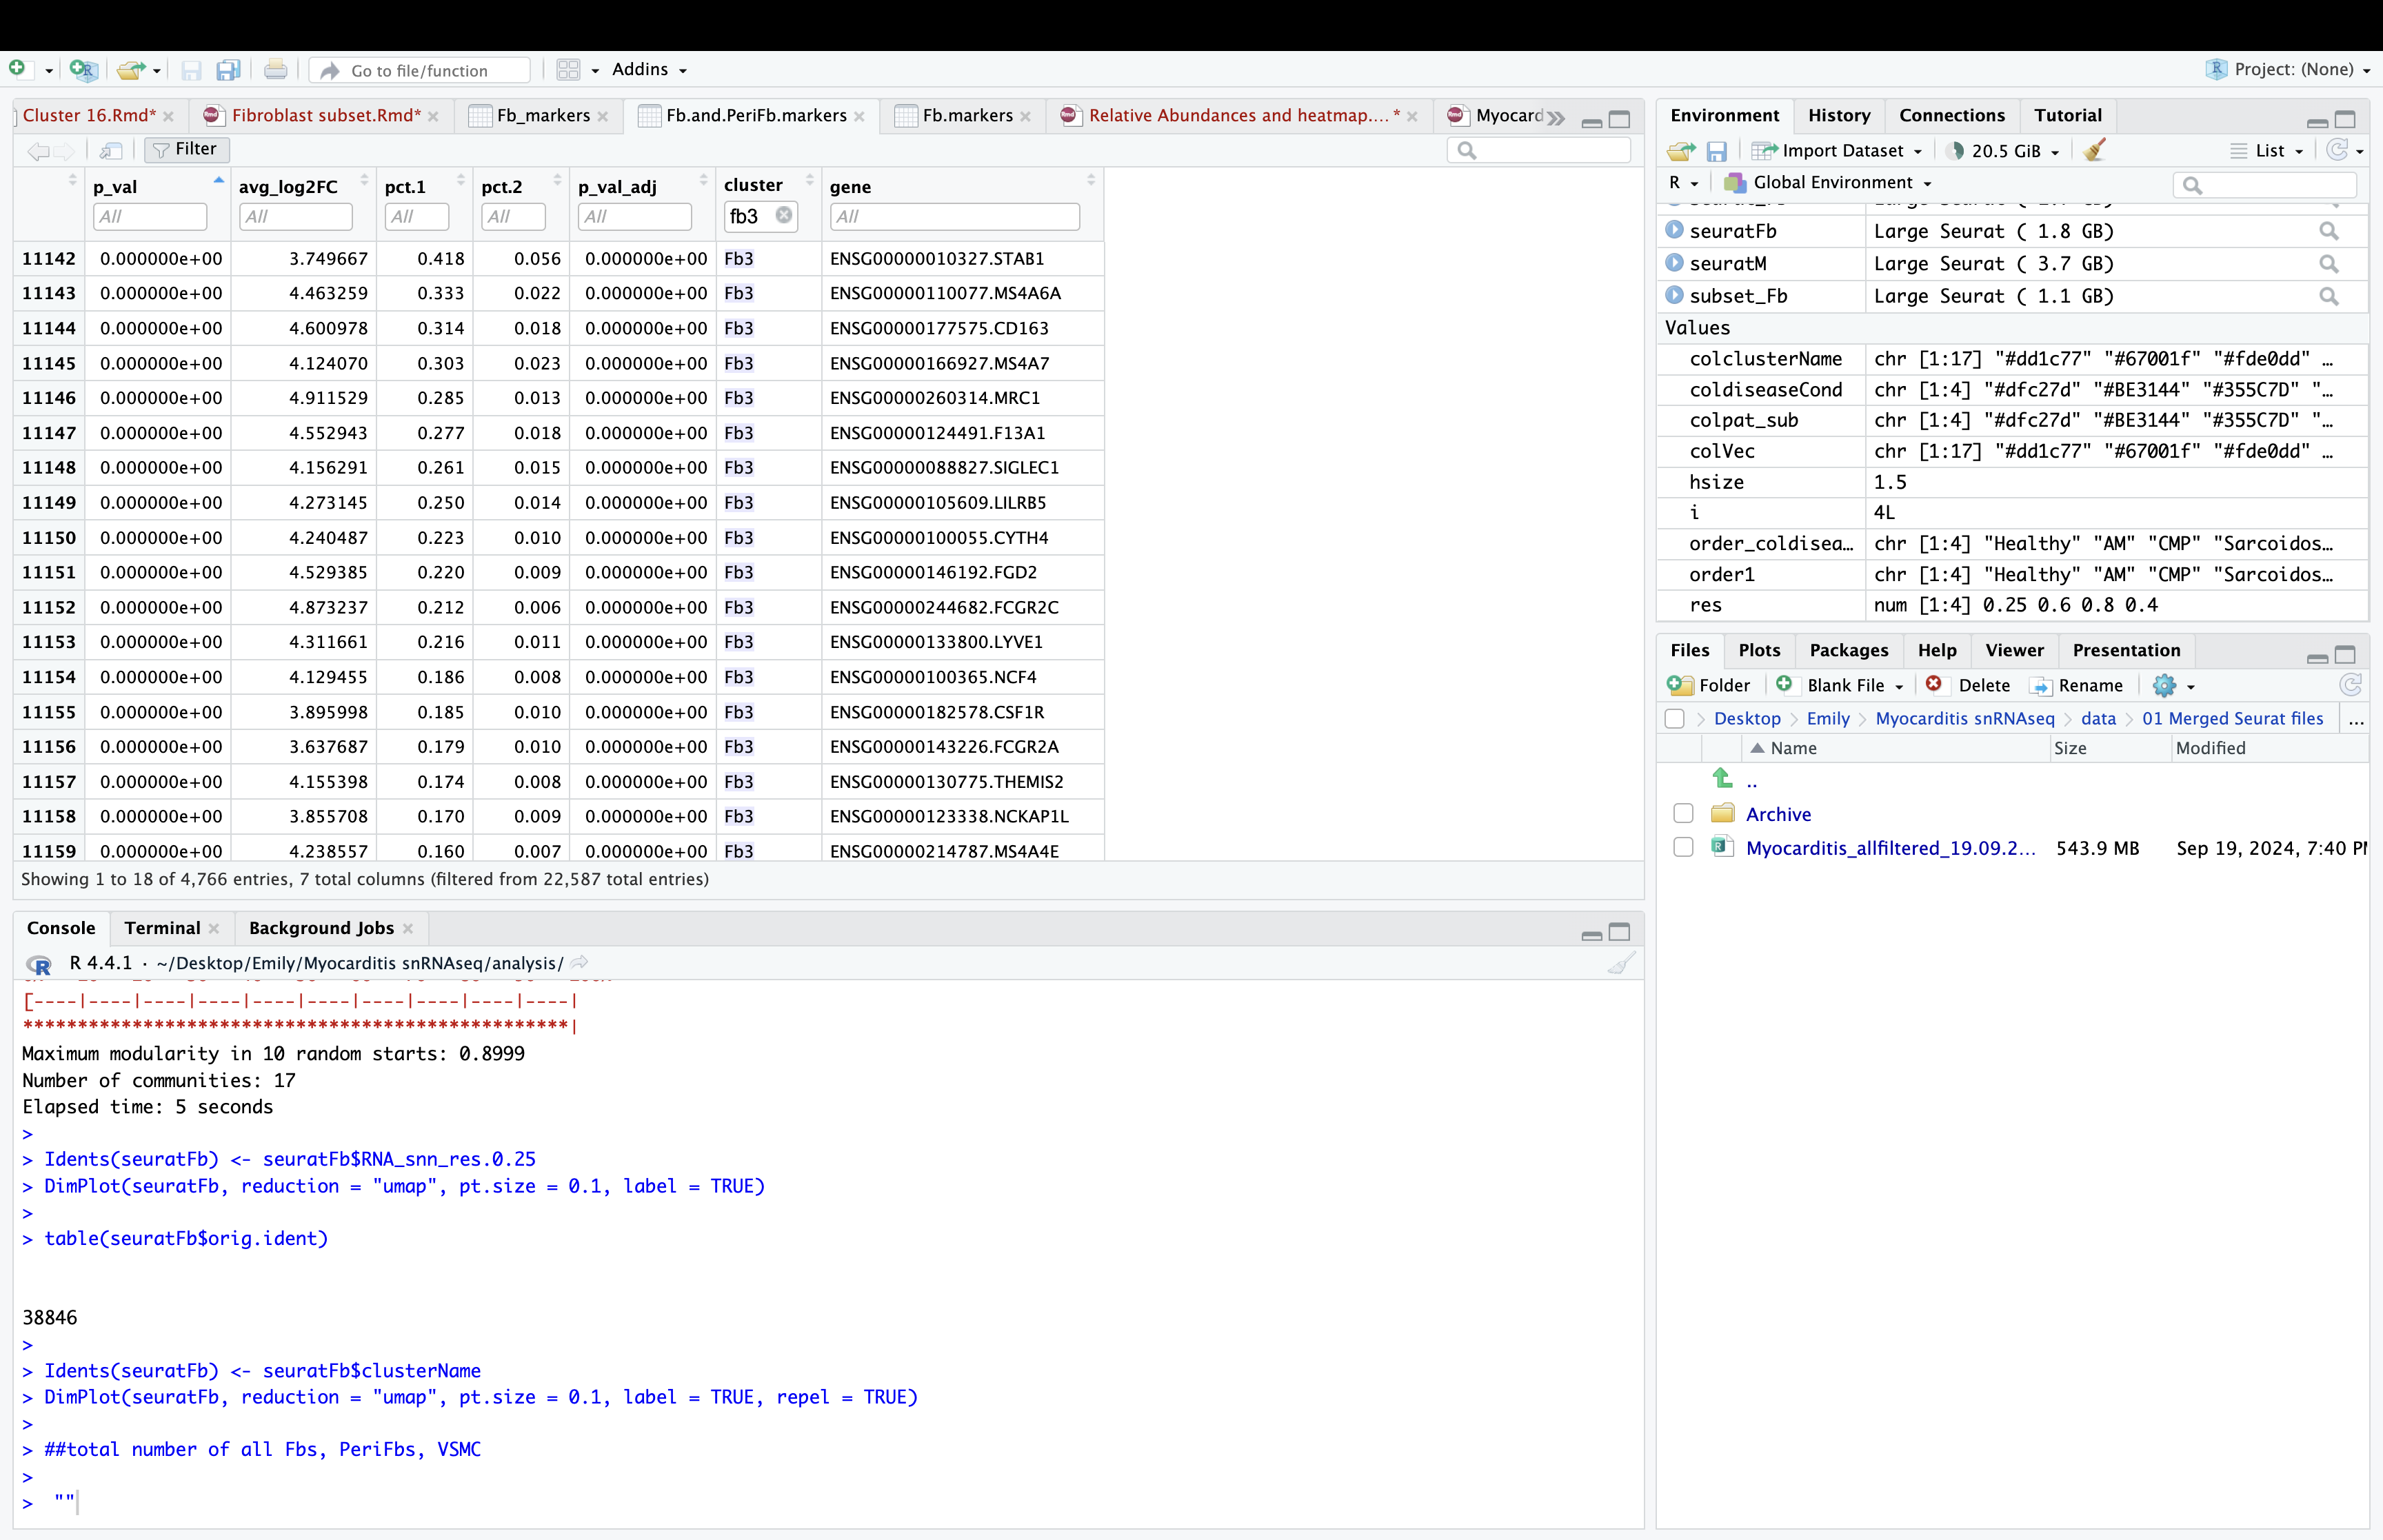 Go to file/function
Addins
Project: (None)
Cluster 16.Rmd*
Fibroblast subset.Rmd*
Fb_markers
Fb.and.PeriFb.markers
Fb.markers
Relative Abundances and heatmap....*
Myocard
Filter
p_val avg_log2FC pct.1 pct.2 p_val_adj cluster gene
All All All All All fb3 All
11142 0.000000e+00 3.749667 0.418 0.056 0.000000e+00 Fb3 ENSG00000010327.STAB1
11143 0.000000e+00 4.463259 0.333 0.022 0.000000e+00 Fb3 ENSG00000110077.MS4A6A
11144 0.000000e+00 4.600978 0.314 0.018 0.000000e+00 Fb3 ENSG00000177575.CD163
11145 0.000000e+00 4.124070 0.303 0.023 0.000000e+00 Fb3 ENSG00000166927.MS4A7
11146 0.000000e+00 4.911529 0.285 0.013 0.000000e+00 Fb3 ENSG00000260314.MRC1
11147 0.000000e+00 4.552943 0.277 0.018 0.000000e+00 Fb3 ENSG00000124491.F13A1
11148 0.000000e+00 4.156291 0.261 0.015 0.000000e+00 Fb3 ENSG00000088827.SIGLEC1
11149 0.000000e+00 4.273145 0.250 0.014 0.000000e+00 Fb3 ENSG00000105609.LILRB5
11150 0.000000e+00 4.240487 0.223 0.010 0.000000e+00 Fb3 ENSG00000100055.CYTH4
11151 0.000000e+00 4.529385 0.220 0.009 0.000000e+00 Fb3 ENSG00000146192.FGD2
11152 0.000000e+00 4.873237 0.212 0.006 0.000000e+00 Fb3 ENSG00000244682.FCGR2C
11153 0.000000e+00 4.311661 0.216 0.011 0.000000e+00 Fb3 ENSG00000133800.LYVE1
11154 0.000000e+00 4.129455 0.186 0.008 0.000000e+00 Fb3 ENSG00000100365.NCF4
11155 0.000000e+00 3.895998 0.185 0.010 0.000000e+00 Fb3 ENSG00000182578.CSF1R
11156 0.000000e+00 3.637687 0.179 0.010 0.000000e+00 Fb3 ENSG00000143226.FCGR2A
11157 0.000000e+00 4.155398 0.174 0.008 0.000000e+00 Fb3 ENSG00000130775.THEMIS2
11158 0.000000e+00 3.855708 0.170 0.009 0.000000e+00 Fb3 ENSG00000123338.NCKAP1L
11159 0.000000e+00 4.238557 0.160 0.007 0.000000e+00 Fb3 ENSG00000214787.MS4A4E
Showing 1 to 18 of 4,766 entries, 7 total columns (filtered from 22,587 total entries)
Console Terminal Background Jobs
R 4.4.1 · ~/Desktop/Emily/Myocarditis snRNAseq/analysis/
[----|----|----|----|----|----|----|----|----|----|
**************************************************|
Maximum modularity in 10 random starts: 0.8999
Number of communities: 17
Elapsed time: 5 seconds
>
> Idents(seuratFb) <- seuratFb$RNA_snn_res.0.25
> DimPlot(seuratFb, reduction = "umap", pt.size = 0.1, label = TRUE)
>
> table(seuratFb$orig.ident)
38846
>
> Idents(seuratFb) <- seuratFb$clusterName
> DimPlot(seuratFb, reduction = "umap", pt.size = 0.1, label = TRUE, repel = TRUE)
>
> ##total number of all Fbs, PeriFbs, VSMC
>
> ""
Environment History Connections Tutorial
Import Dataset 20.5 GiB List
R Global Environment
seuratFb Large Seurat ( 1.8 GB)
seuratM Large Seurat ( 3.7 GB)
subset_Fb Large Seurat ( 1.1 GB)
Values
colclusterName chr [1:17] "#dd1c77" "#67001f" "#fde0dd" …
coldiseaseCond chr [1:4] "#dfc27d" "#BE3144" "#355C7D" "…
colpat_sub chr [1:4] "#dfc27d" "#BE3144" "#355C7D" "…
colVec chr [1:17] "#dd1c77" "#67001f" "#fde0dd" …
hsize 1.5
i 4L
order_coldisea… chr [1:4] "Healthy" "AM" "CMP" "Sarcoidos…
order1 chr [1:4] "Healthy" "AM" "CMP" "Sarcoidos…
res num [1:4] 0.25 0.6 0.8 0.4
Files Plots Packages Help Viewer Presentation
Folder Blank File Delete Rename
Desktop Emily Myocarditis snRNAseq data 01 Merged Seurat files ...
Name Size Modified
..
Archive
Myocarditis_allfiltered_19.09.2... 543.9 MB Sep 19, 2024, 7:40 P